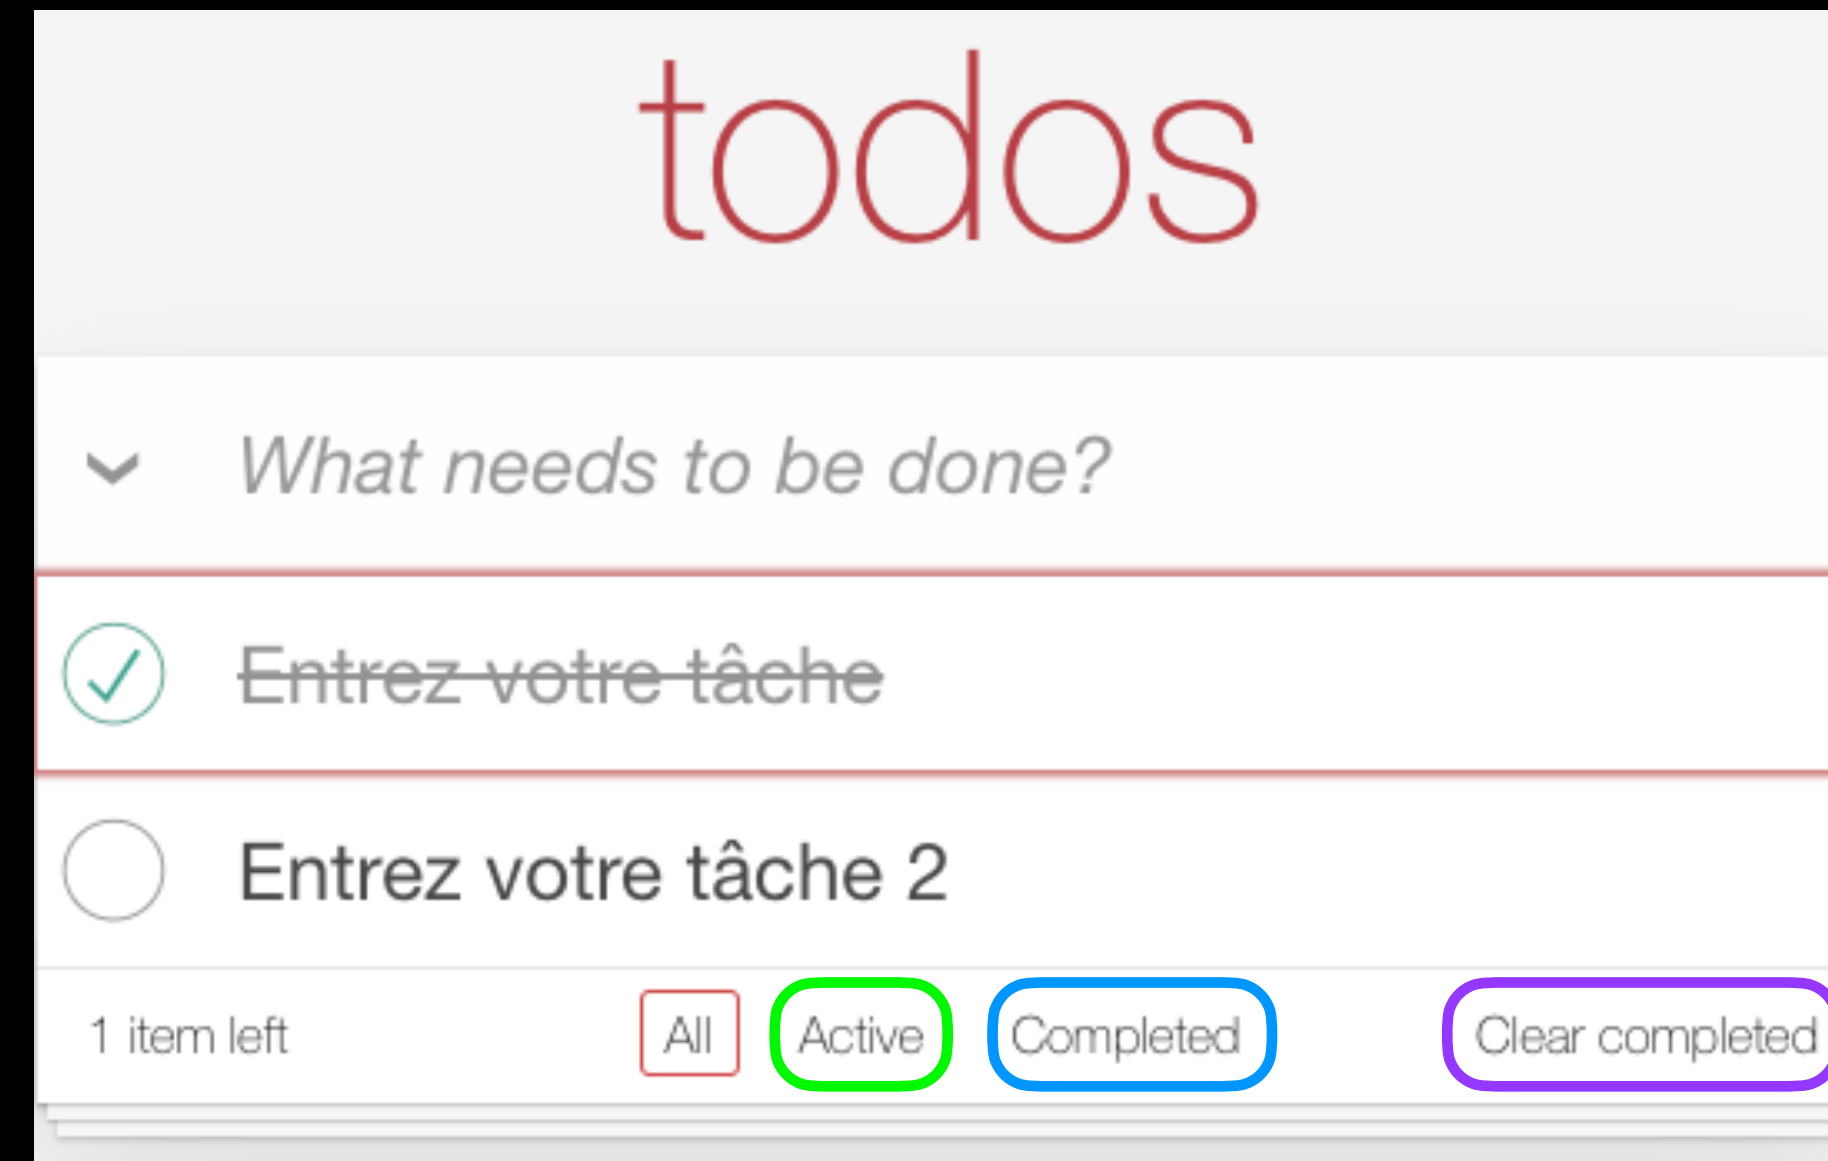 todos
What needs to be done?
Entrez votre tâche
Entrez votre tâche 2
1 item left All Active Completed Clear completed